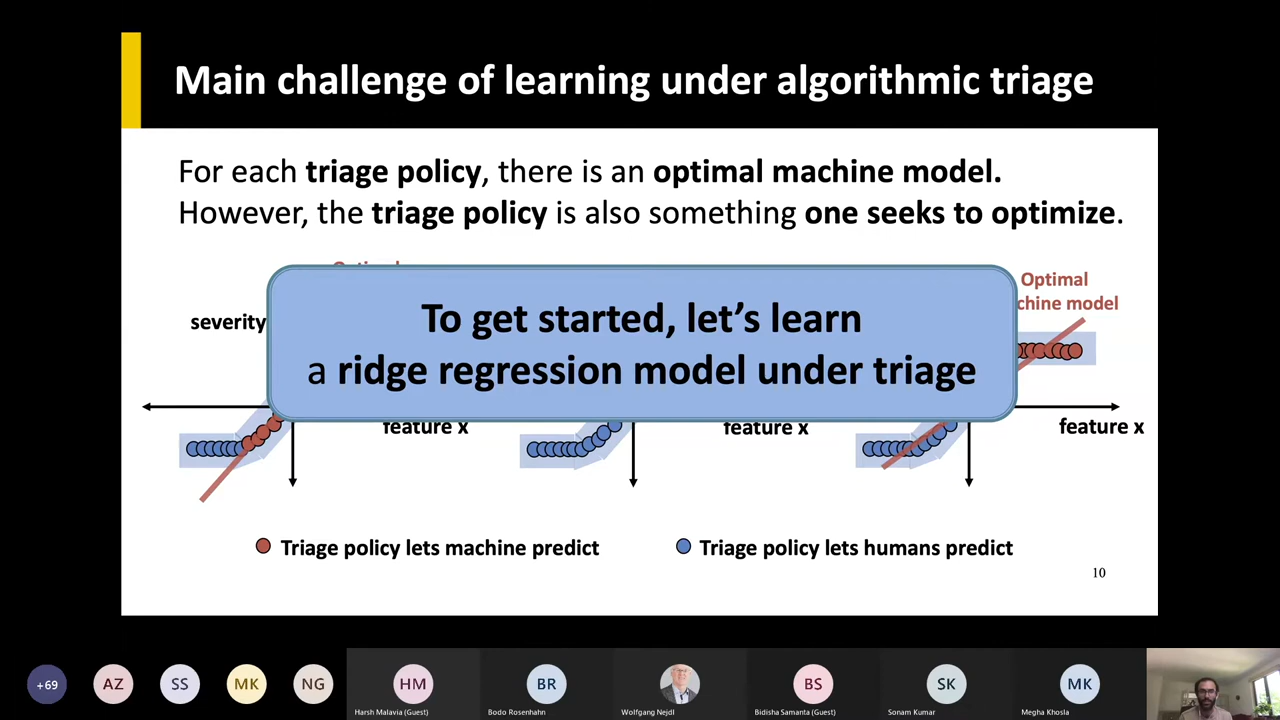 Main challenge of learning under algorithmic triage
For each triage policy, there is an optimal machine model.
However, the triage policy is also something one seeks to optimize.
Optimal
To get started, let’s learn
a ridge regression model under triage
severity
feature x
feature x
feature x
Triage policy lets machine predict
Triage policy lets humans predict
10
+69
AZ
SS
MK
NG
HM
BR
BS
SK
MK
Harsh Malavia (Guest)
Bodo Rosenhahn
Wolfgang Nejdl
Bidisha Samanta (Guest)
Sonam Kumar
Megha Khosla